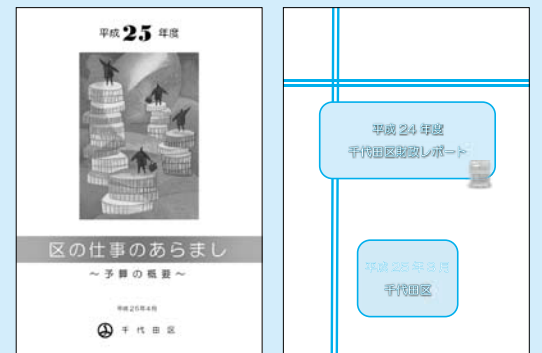 平成25年度
区の仕事のあらまし
～予算の概要～
平成25年4月
千代田区
平成24年度
千代田区財政レポート
平成25年3月
千代田区